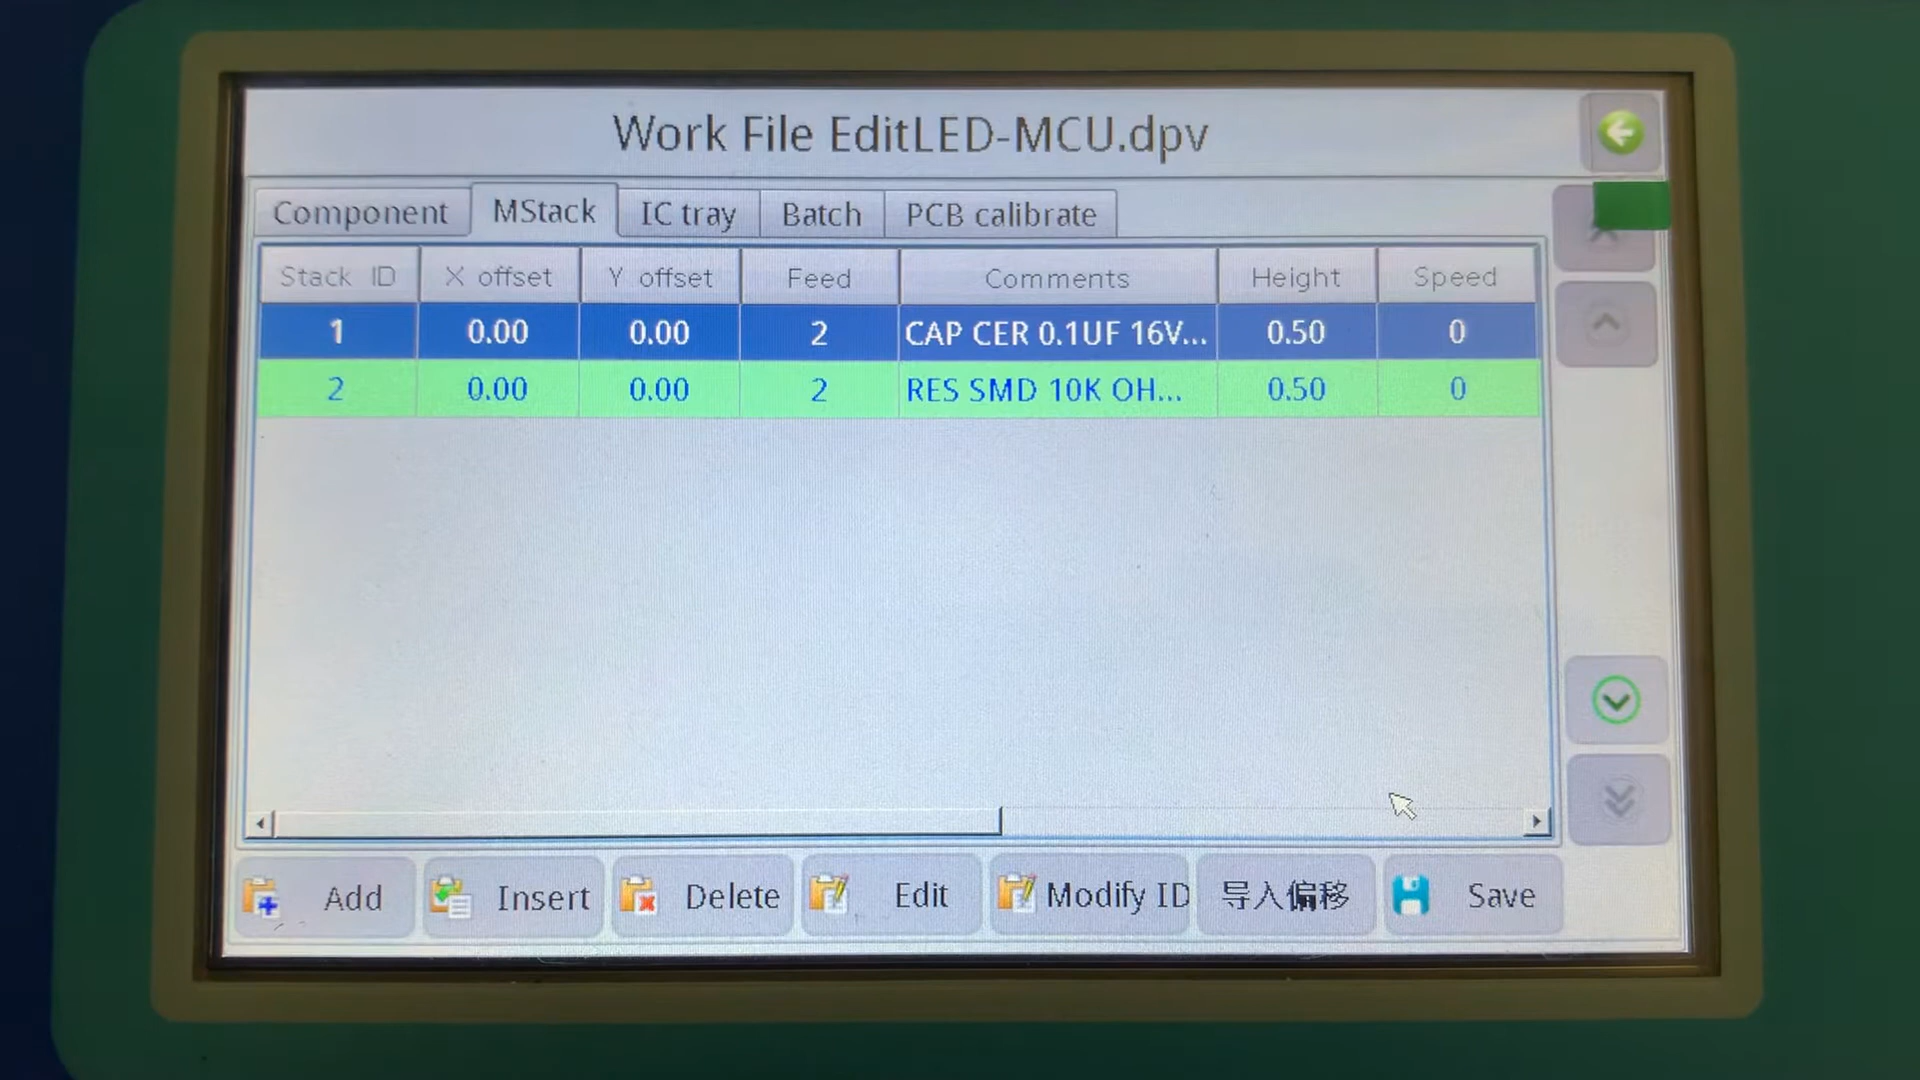 Work File EditLED-MCU.dpv
Component MStack IC tray Batch PCB calibrate
Stack ID X offset Y offset Feed Comments Height Speed
1 0.00 0.00 2 CAP CER 0.1UF 16V... 0.50 0
2 0.00 0.00 2 RES SMD 10K OH... 0.50 0
Add Insert Delete Edit Modify ID 导入偏移 Save